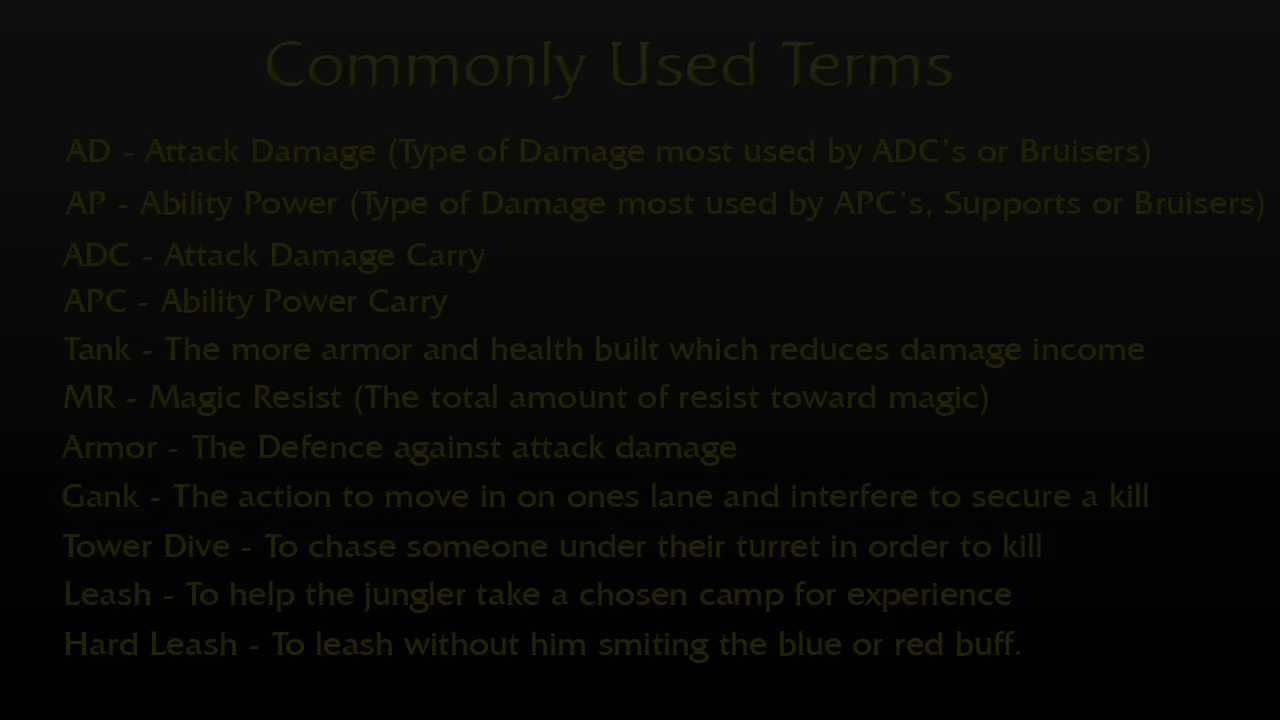 Commonly Used Terms
AD - Attack Damage (Type of Damage most used by ADC's or Bruisers)
AP - Ability Power (Type of Damage most used by APC's, Supports or Bruisers)
ADC - Attack Damage Carry
APC - Ability Power Carry
Tank - The more armor and health built which reduces damage income
MR - Magic Resist (The total amount of resist toward magic)
Armor - The Defence against attack damage
Gank - The action to move in on ones lane and interfere to secure a kill
Tower Dive - To chase someone under their turret in order to kill
Leash - To help the jungler take a chosen camp for experience
Hard Leash - To leash without him smiting the blue or red buff.